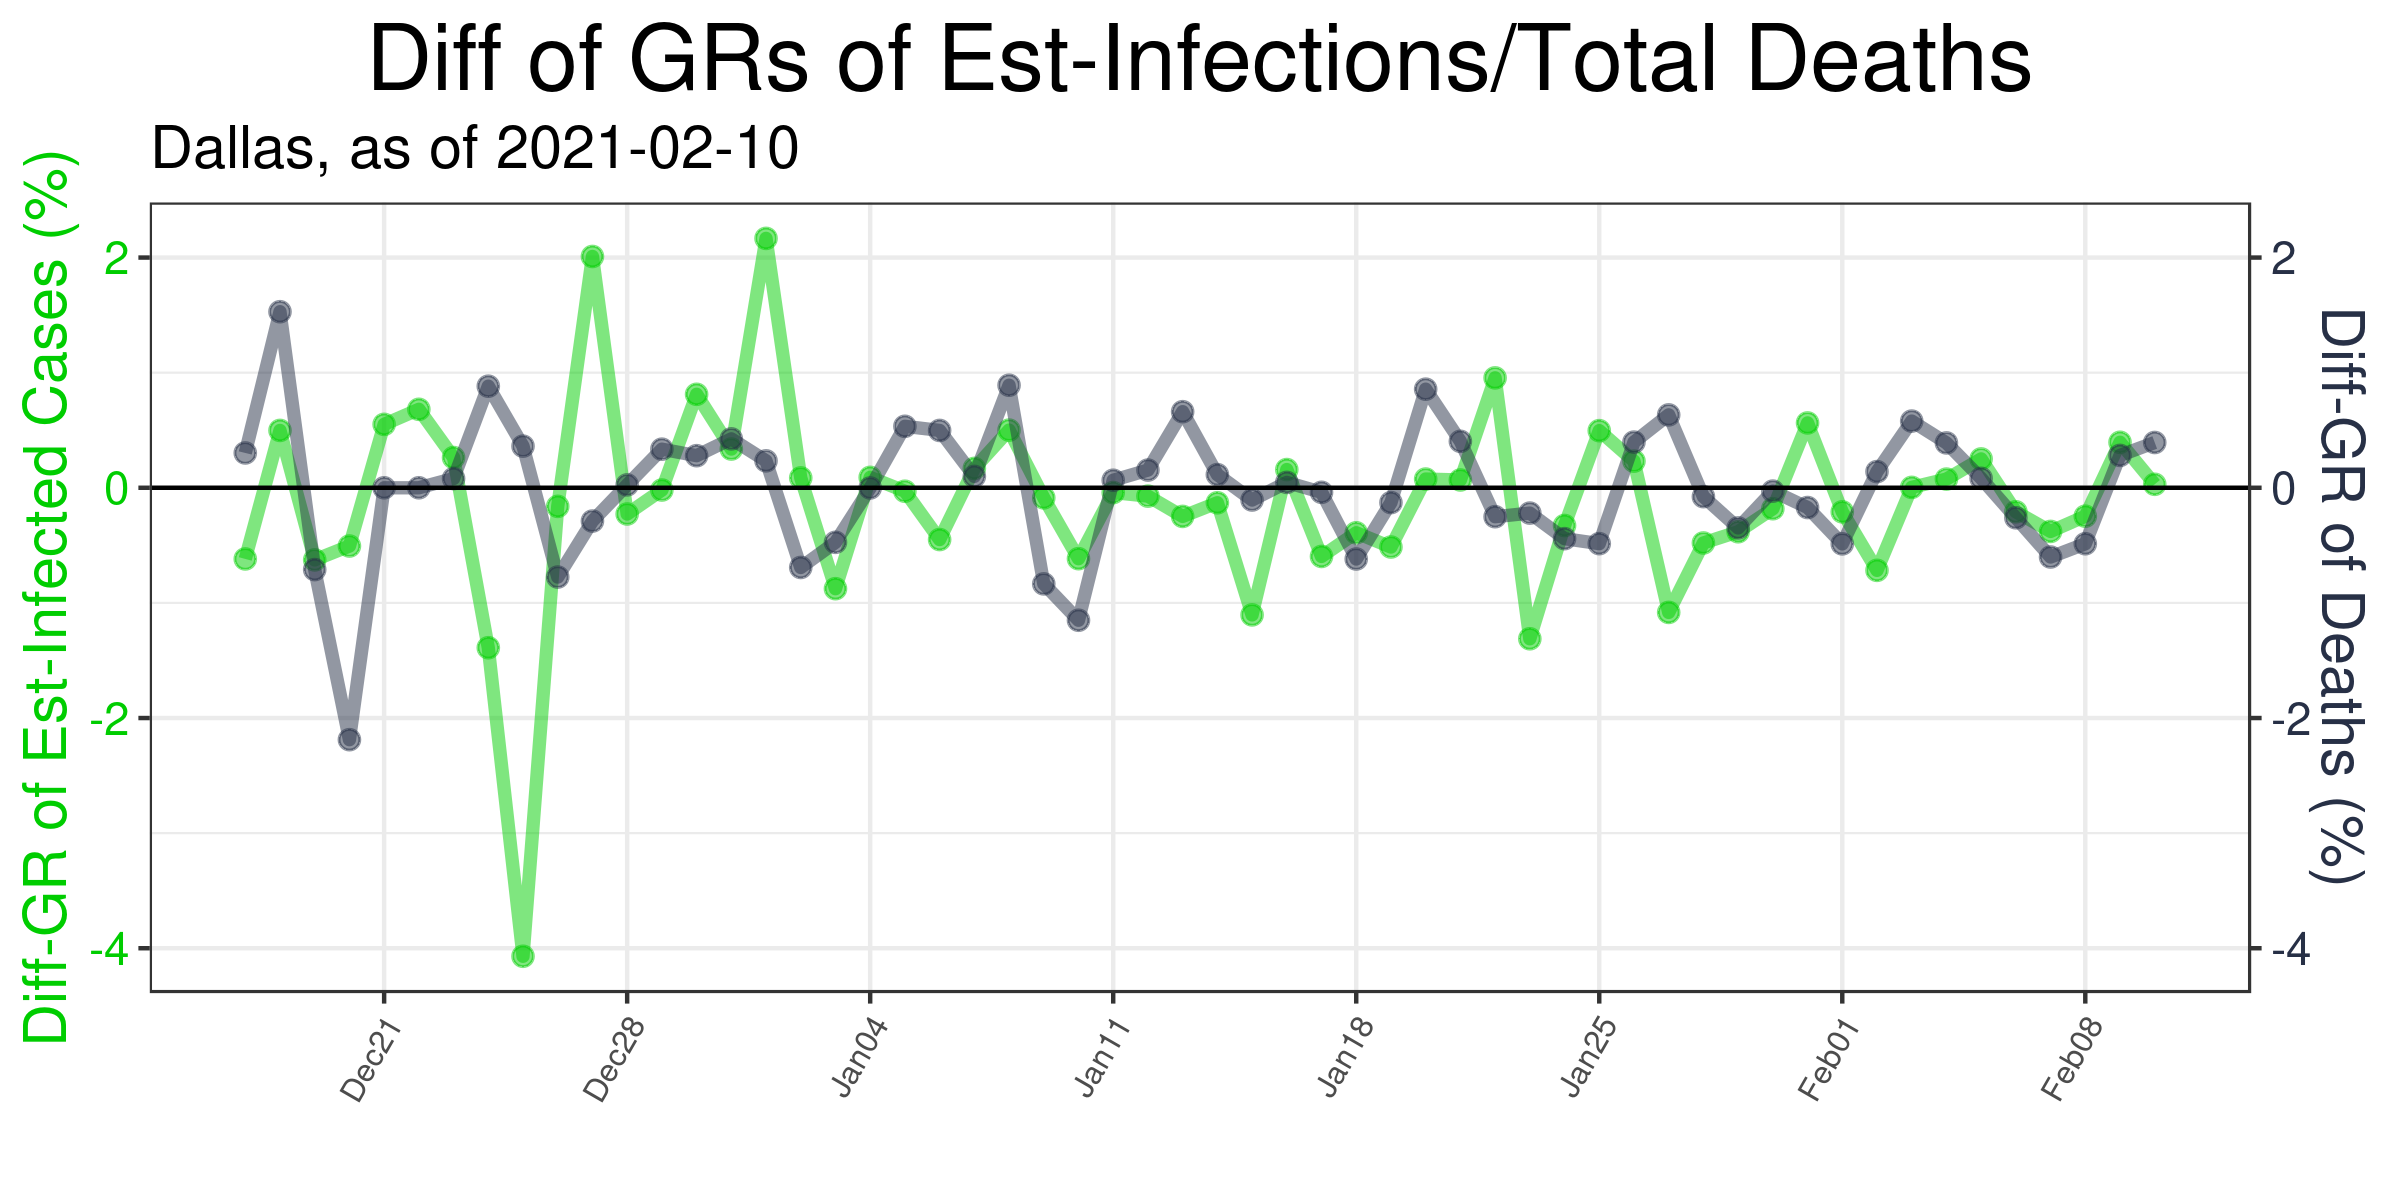 Diff of GRs of Est-Infections/Total Deaths
Dallas, as of 2021-02-10
Diff-GR of Est-Infected Cases (%)
2
0
-2
-4
2
0
-2
-4
Diff-GR of Deaths (%)
Dec21
Dec28
Jan04
Jan11
Jan18
Jan25
Feb01
Feb08